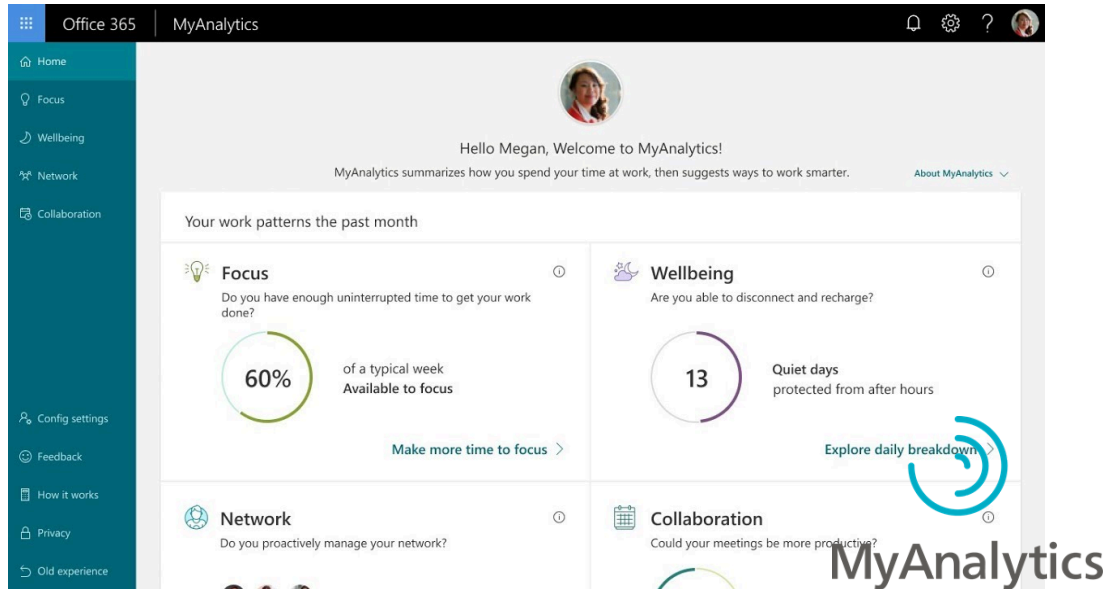 Office 365
MyAnalytics
Home
Focus
Wellbeing
Network
Collaboration
Config settings
Feedback
How it works
Privacy
Old experience
Hello Megan, Welcome to MyAnalytics!
MyAnalytics summarizes how you spend your time at work, then suggests ways to work smarter.
About MyAnalytics
Your work patterns the past month
Focus
Do you have enough uninterrupted time to get your work
done?
60%
of a typical week
Available to focus
Make more time to focus
Wellbeing
Are you able to disconnect and recharge?
13
Quiet days
protected from after hours
Explore daily breakdown
Network
Do you proactively manage your network?
Collaboration
Could your meetings be more productive?
MyAnalytics